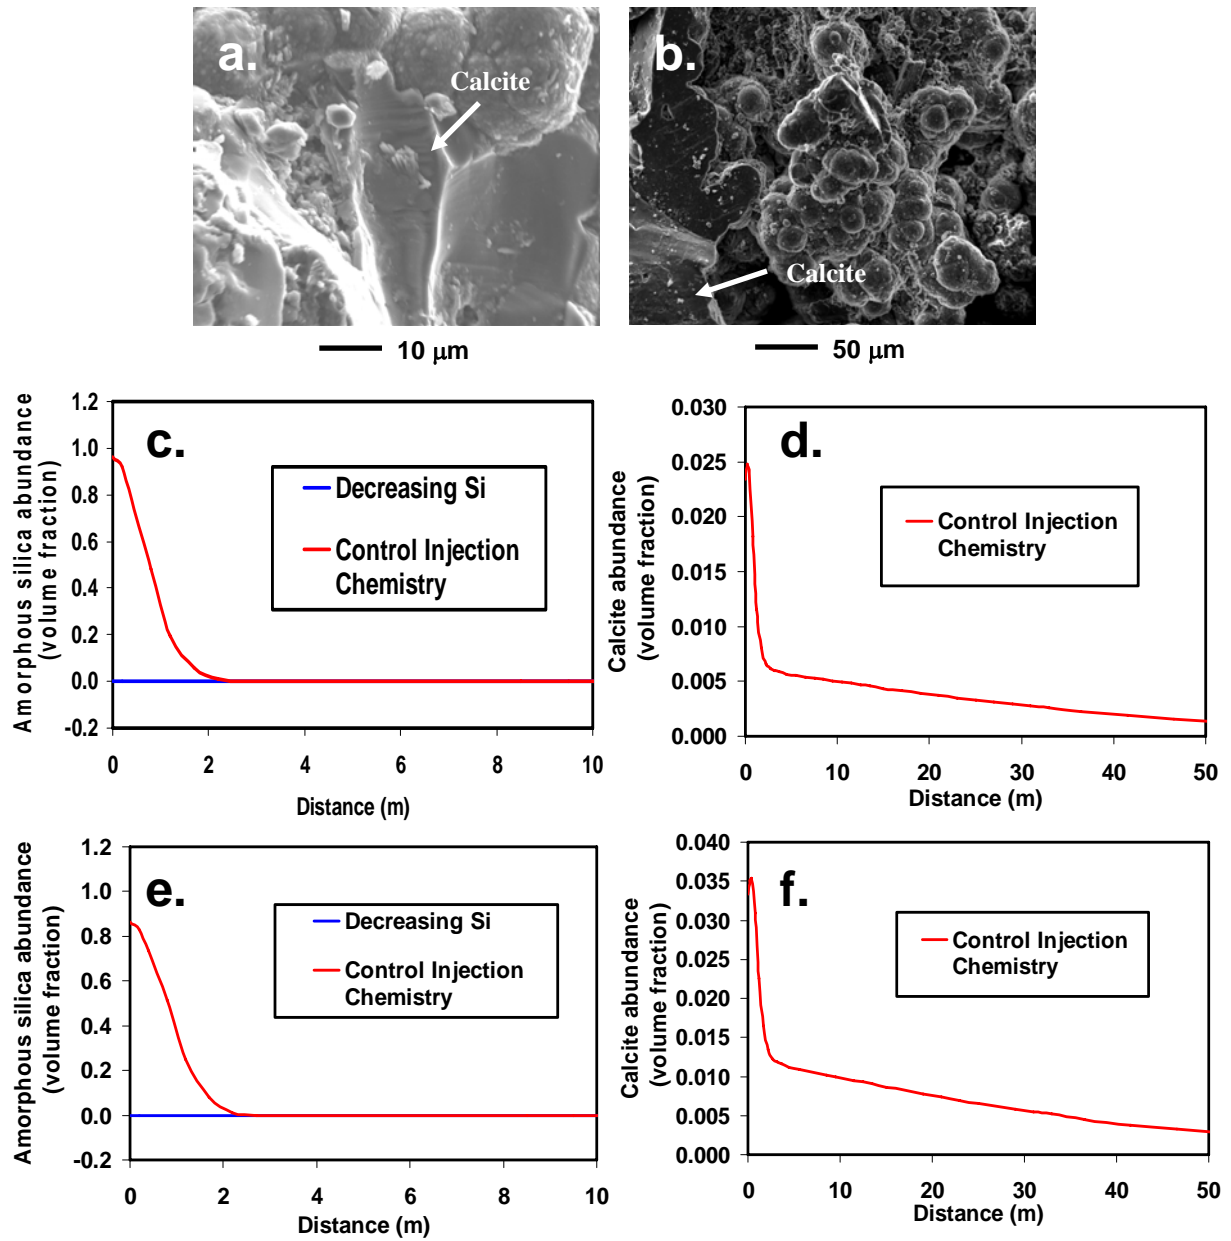 a.
Calcite
b.
Calcite
10 µm
50 µm
Amorphous silica abundance
(volume fraction)
1.2
1.0
0.8
0.6
0.4
0.2
0.0
-0.2
c.
Decreasing Si
Control Injection
Chemistry
0 2 4 6 8 10
Distance (m)
Calcite abundance
(volume fraction)
0.030
0.025
0.020
0.015
0.010
0.005
0.000
d.
Control Injection
Chemistry
0 10 20 30 40 50
Distance (m)
Amorphous silica abundance
(volume fraction)
1.2
1.0
0.8
0.6
0.4
0.2
0.0
-0.2
e.
Decreasing Si
Control Injection
Chemistry
0 2 4 6 8 10
Distance (m)
Calcite abundance
(volume fraction)
0.040
0.035
0.030
0.025
0.020
0.015
0.010
0.005
0.000
f.
Control Injection
Chemistry
0 10 20 30 40 50
Distance (m)